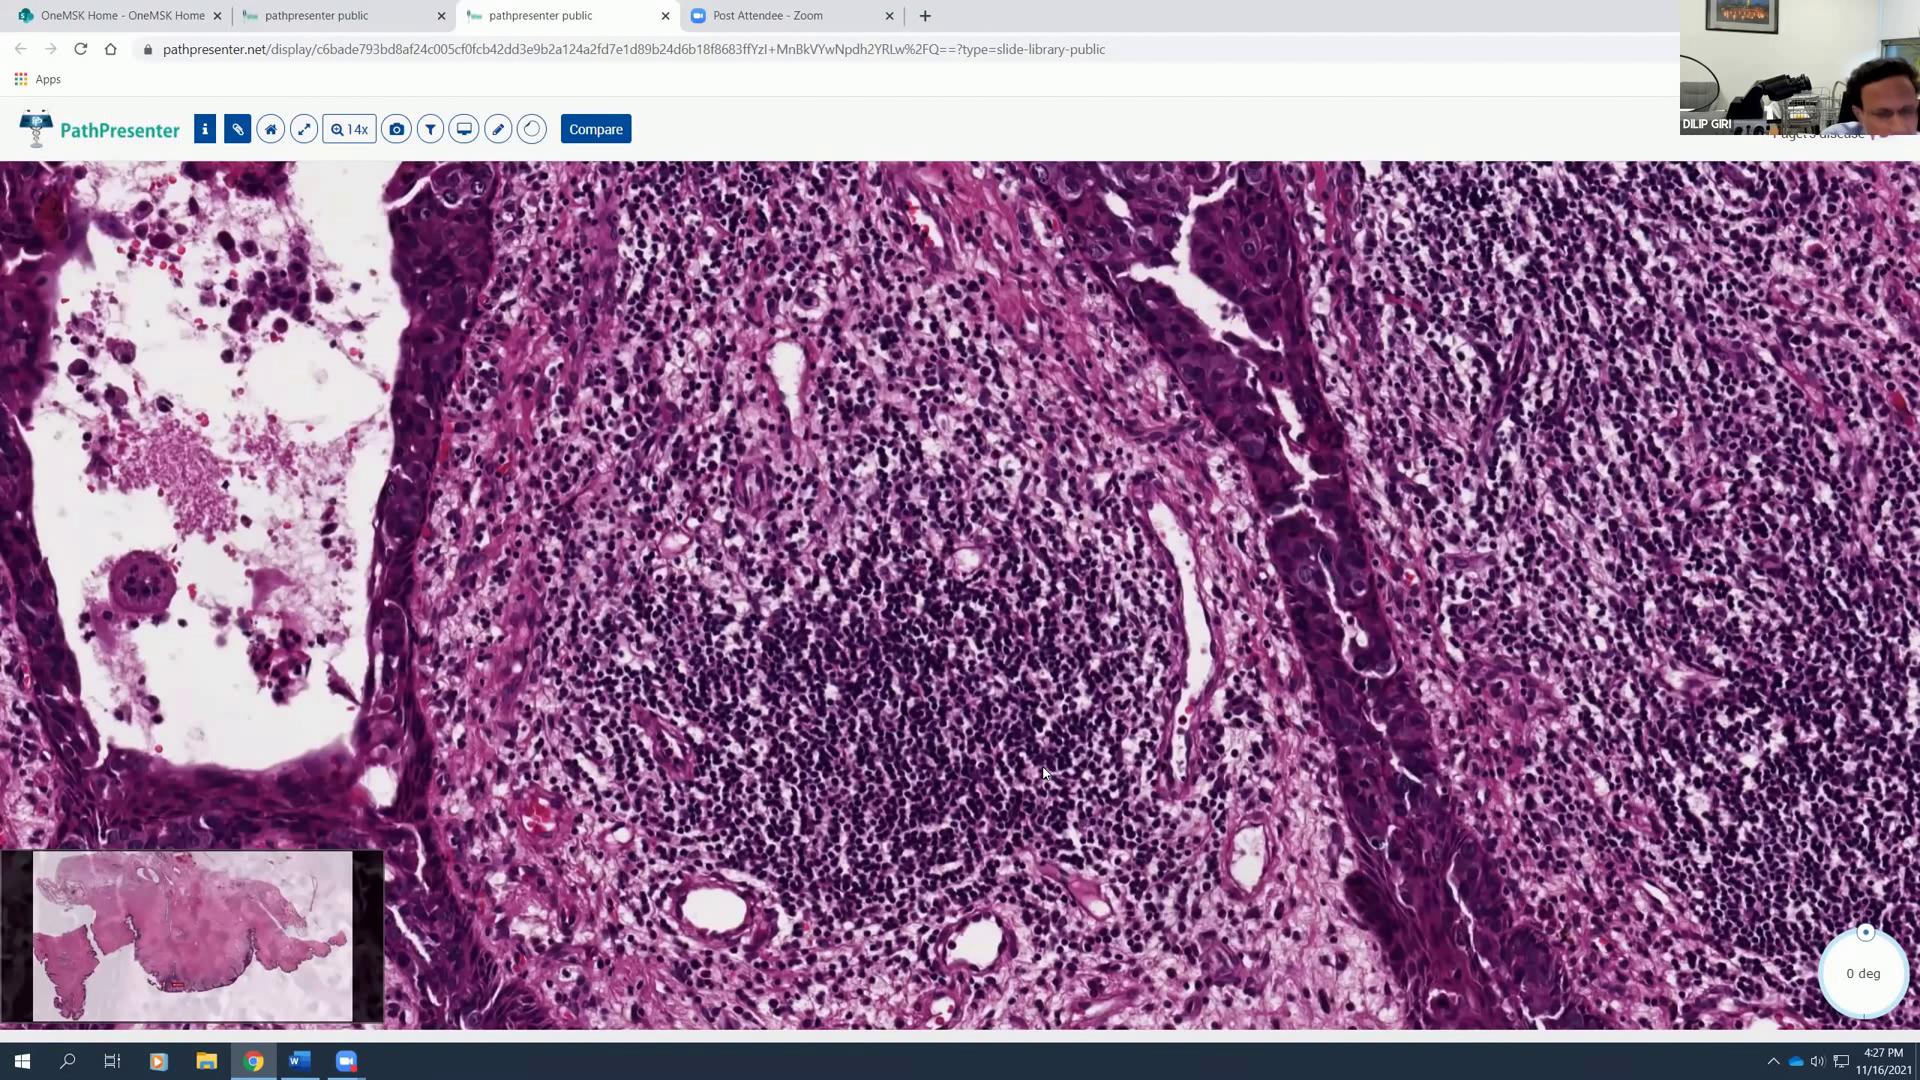 OneMSK Home - OneMSK Home
pathpresenter public
pathpresenter public
Post Attendee - Zoom
pathpresenter.net/display/c6bade793bd8af24c005cf0fcb42dd3e9b2a124a2fd7e1d89b24d6b18f8683ffYzI+MnBkVYwNpdh2YRLw%2FQ==?type=slide-library-public
Apps
PathPresenter
14x
Compare
DILIP GIRI
Paget's disease
0 deg
4:27 PM
11/16/2021